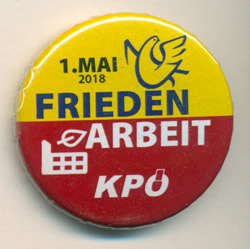 1.MAI
2018
FRIEDEN
ARBEIT
KPÖ